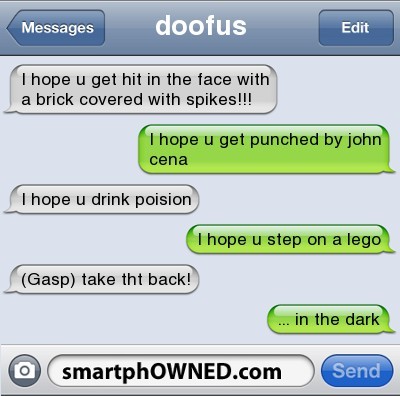 Messages
doofus
Edit
I hope u get hit in the face with
a brick covered with spikes!!!
I hope u get punched by john
cena
I hope u drink poision
I hope u step on a lego
(Gasp) take tht back!
... in the dark
smartphOWNED.com
Send